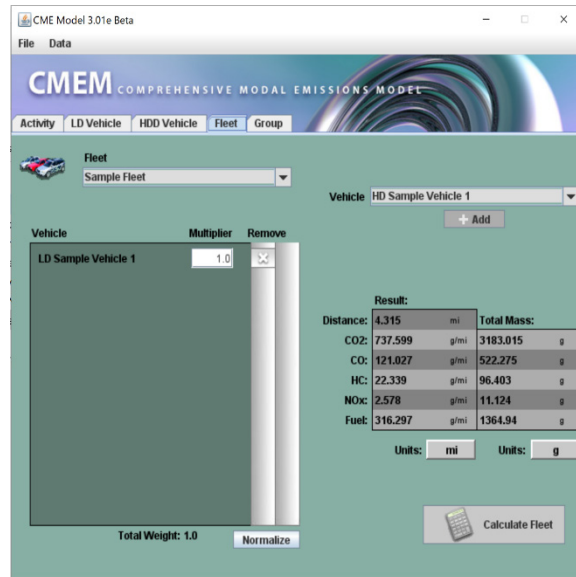 CME Model 3.01e Beta
File Data
CMEM COMPREHENSIVE MODAL EMISSIONS MODEL
Activity LD Vehicle HDD Vehicle Fleet Group
Fleet
Sample Fleet
Vehicle HD Sample Vehicle 1
Add
Vehicle Multiplier Remove
LD Sample Vehicle 1 1.0
Result:
Distance: 4.315 mi Total Mass:
CO2: 737.599 g/mi 3183.015 g
CO: 121.027 g/mi 522.275 g
HC: 22.339 g/mi 96.403 g
NOx: 2.578 g/mi 11.124 g
Fuel: 316.297 g/mi 1364.94 g
Units: mi Units: g
Total Weight: 1.0 Normalize
Calculate Fleet